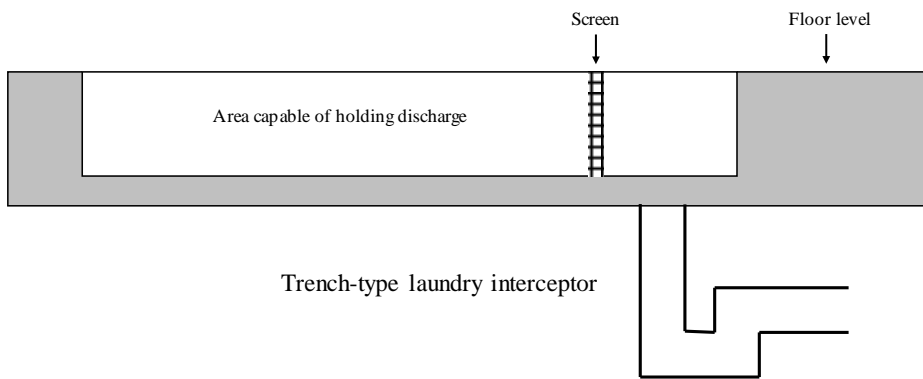 Screen
Floor level
Area capable of holding discharge
Trench-type laundry interceptor